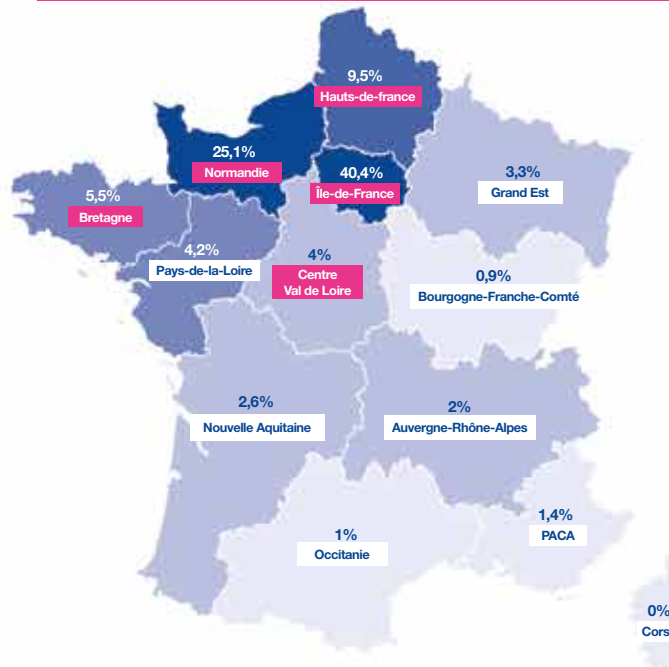 9,5%
Hauts-de-france
25,1%
Normandie
40,4%
Île-de-France
3,3%
Grand Est
5,5%
Bretagne
4,2%
Pays-de-la-Loire
4%
Centre
Val de Loire
0,9%
Bourgogne-Franche-Comté
2,6%
Nouvelle Aquitaine
2%
Auvergne-Rhône-Alpes
1,4%
PACA
1%
Occitanie
0%
Cors